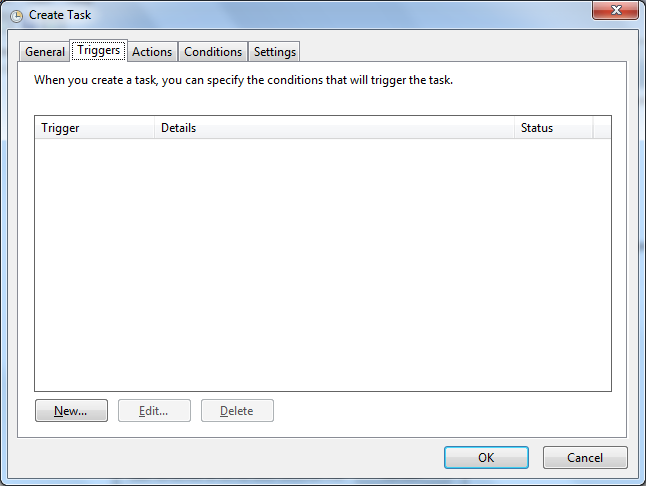 Create Task
General Triggers Actions Conditions Settings
When you create a task, you can specify the conditions that will trigger the task.
Trigger Details Status
New... Edit... Delete
OK Cancel